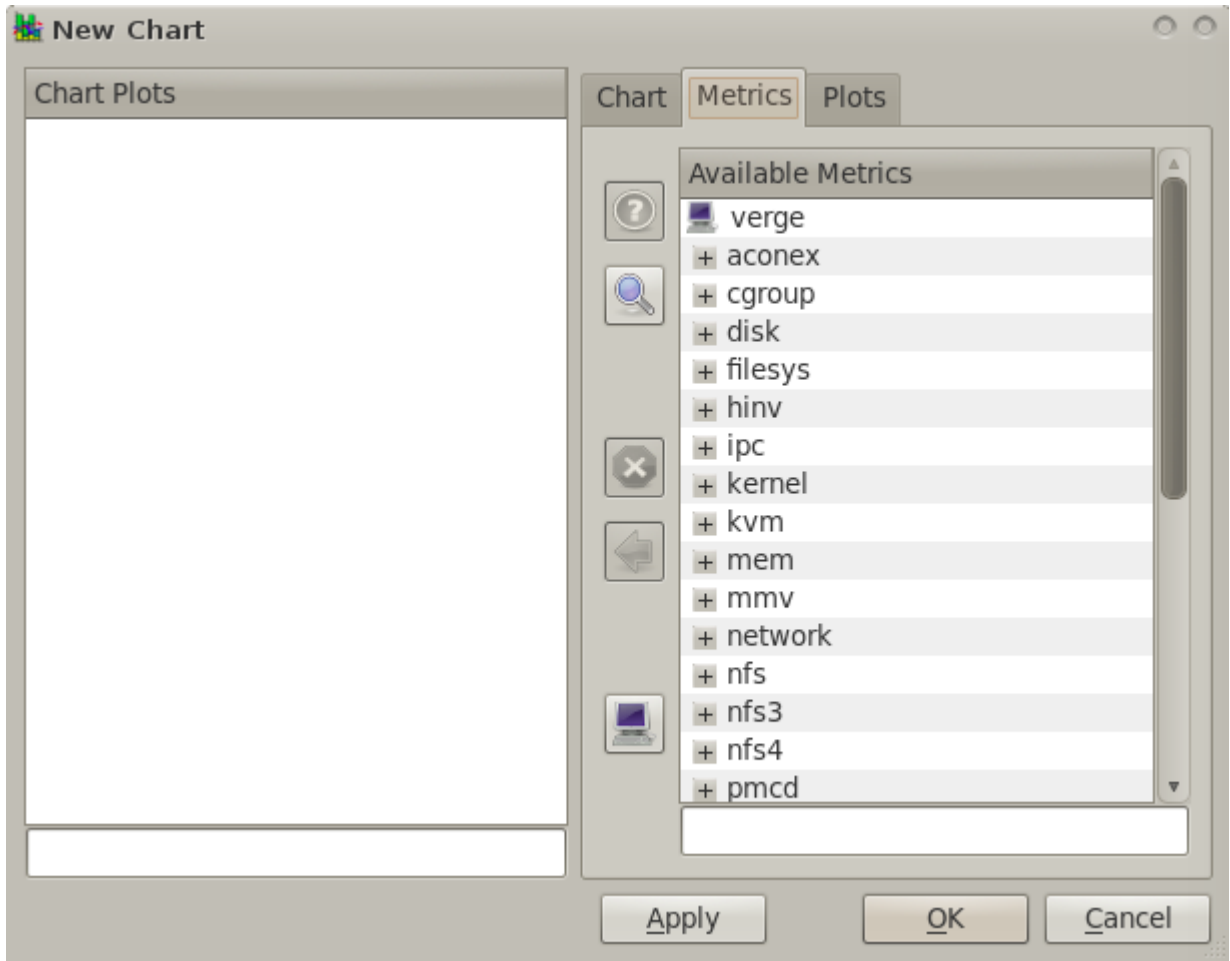 New Chart
Chart Plots
Chart
Metrics
Plots
Available Metrics
verge
aconex
cgroup
disk
filesys
hinv
ipc
kernel
kvm
mem
mmv
network
nfs
nfs3
nfs4
pmcd
Apply
OK
Cancel